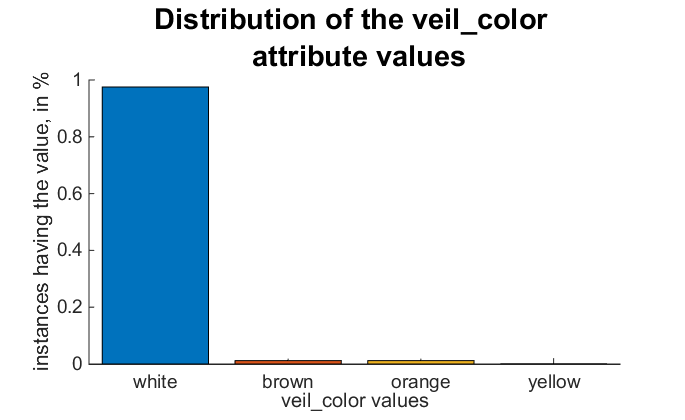 Distribution of the veil_color
attribute values
instances having the value, in %
1
0.8
0.6
0.4
0.2
0
white brown orange yellow
veil_color values